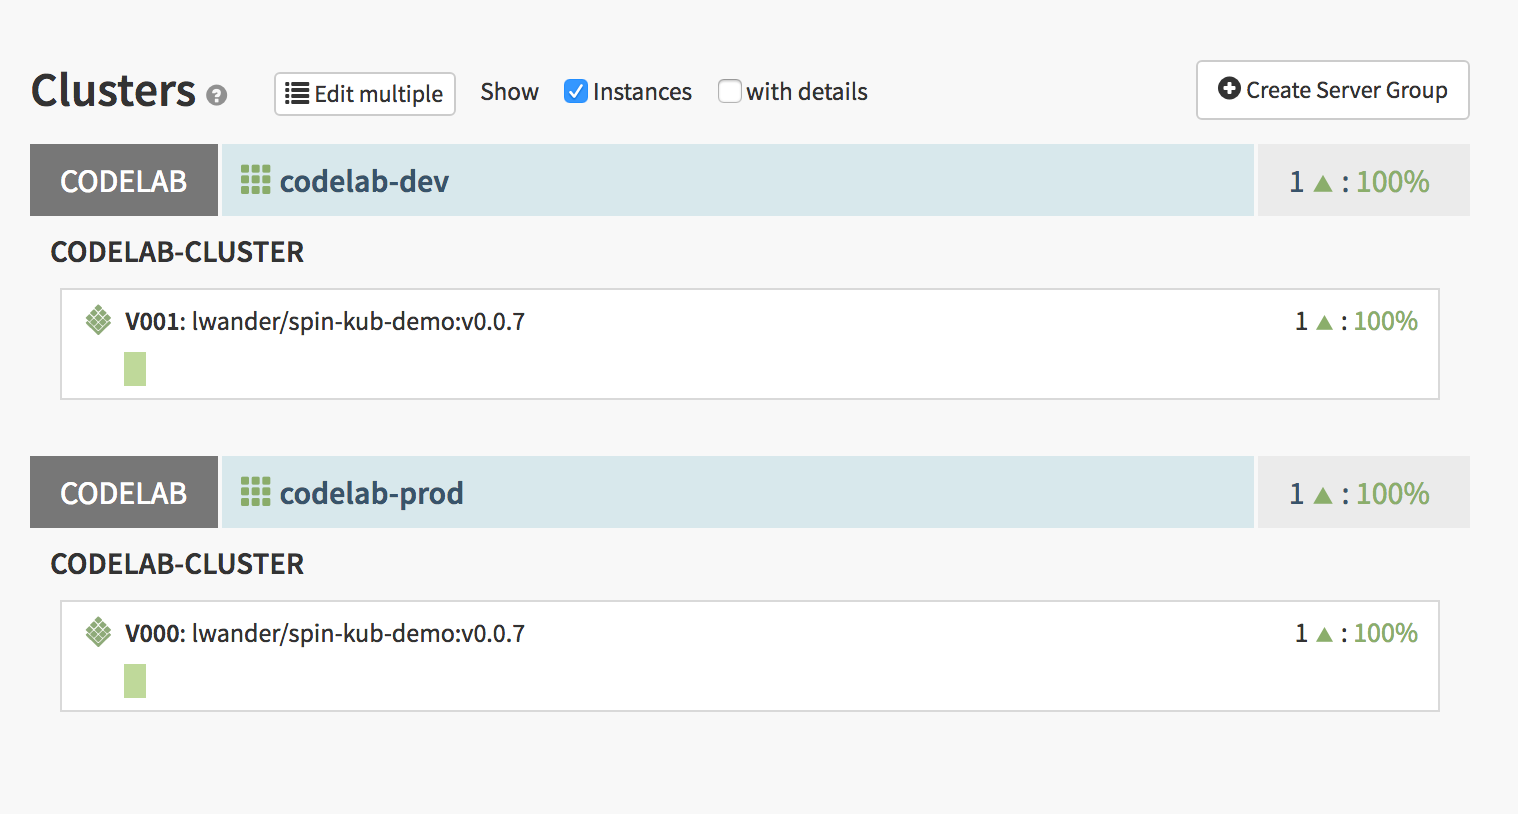 Clusters ? Edit multiple Show Instances with details Create Server Group
CODELAB codelab-dev 1 ▲ : 100%
CODELAB-CLUSTER
V001: lwander/spin-kub-demo:v0.0.7 1 ▲ : 100%
CODELAB codelab-prod 1 ▲ : 100%
CODELAB-CLUSTER
V000: lwander/spin-kub-demo:v0.0.7 1 ▲ : 100%